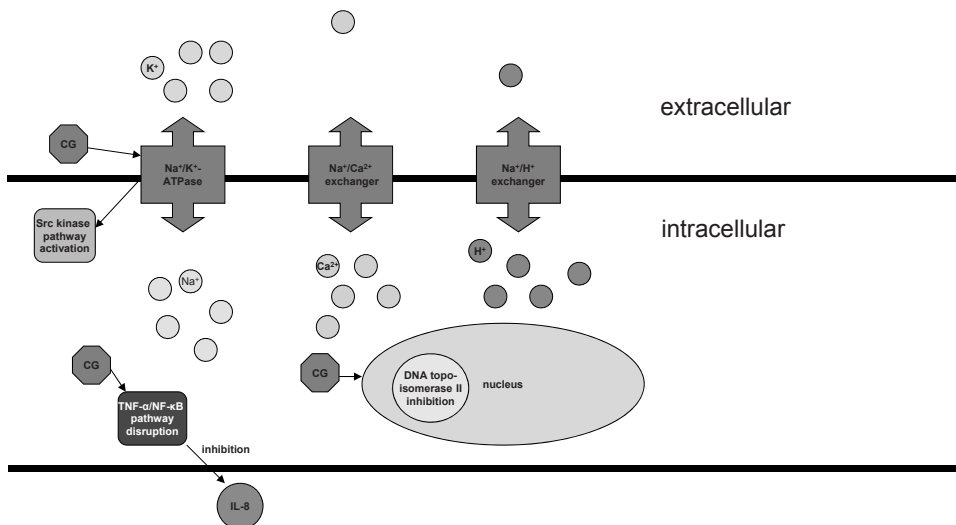 K⁺
extracellular
CG
Na⁺/K⁺-
ATPase
Na⁺/Ca²⁺
exchanger
Na⁺/H⁺
exchanger
Src kinase
pathway
activation
intracellular
H⁺
Ca²⁺
Na⁺
CG
CG
DNA topo-
isomerase II
inhibition
nucleus
TNF-α/NF-κB
pathway
disruption
inhibition
IL-8